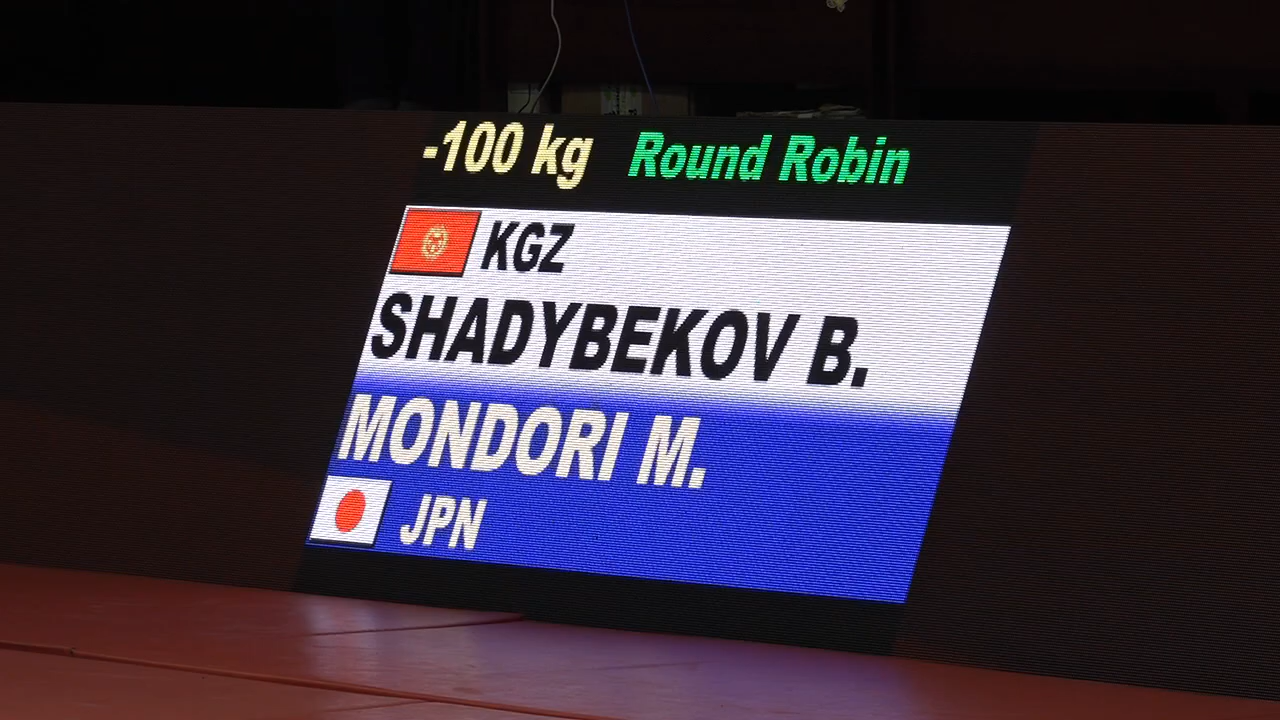 -100 kg Round Robin
KGZ
SHADYBEKOV B.
MONDORI M.
JPN